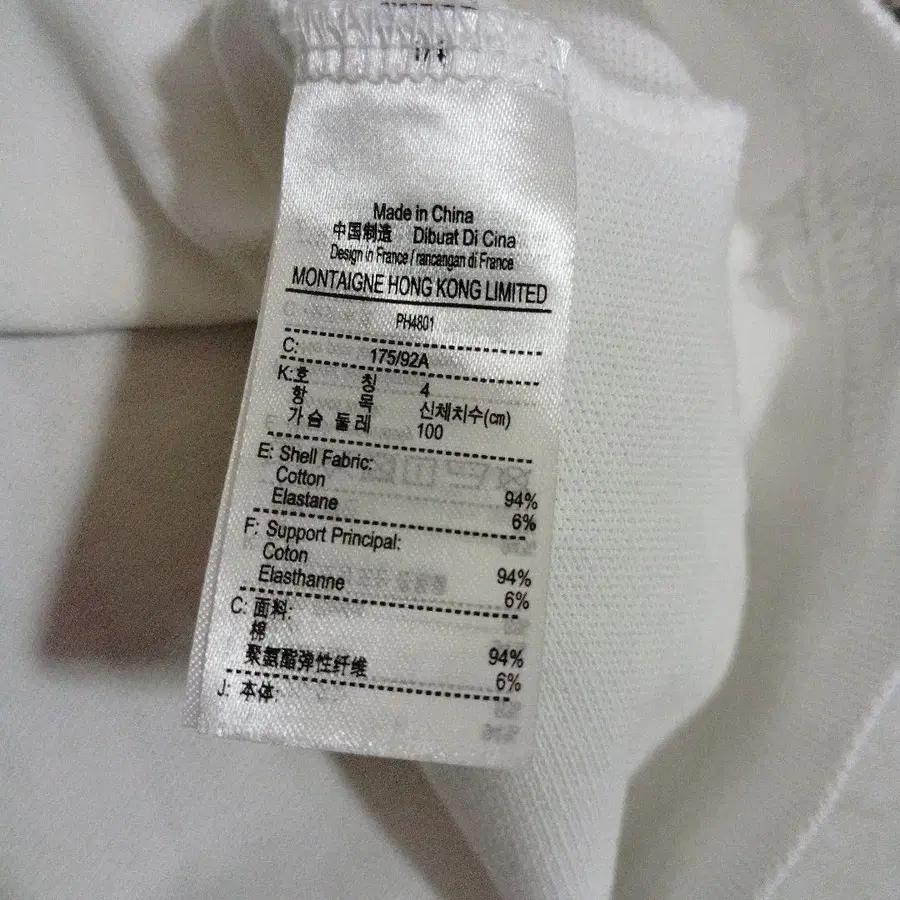 Made in China
中国制造 Dibuat Di Cina
Design in France / rancangan di France
MONTAIGNE HONG KONG LIMITED
PH4801
C: 175/92A
K:호 칭 4
항 목 신체치수(cm)
가슴 둘레 100
E: Shell Fabric:
Cotton 94%
Elastane 6%
F: Support Principal:
Coton 94%
Elasthanne 6%
C: 面料:
棉 94%
聚氨酯弹性纤维 6%
J: 本体: